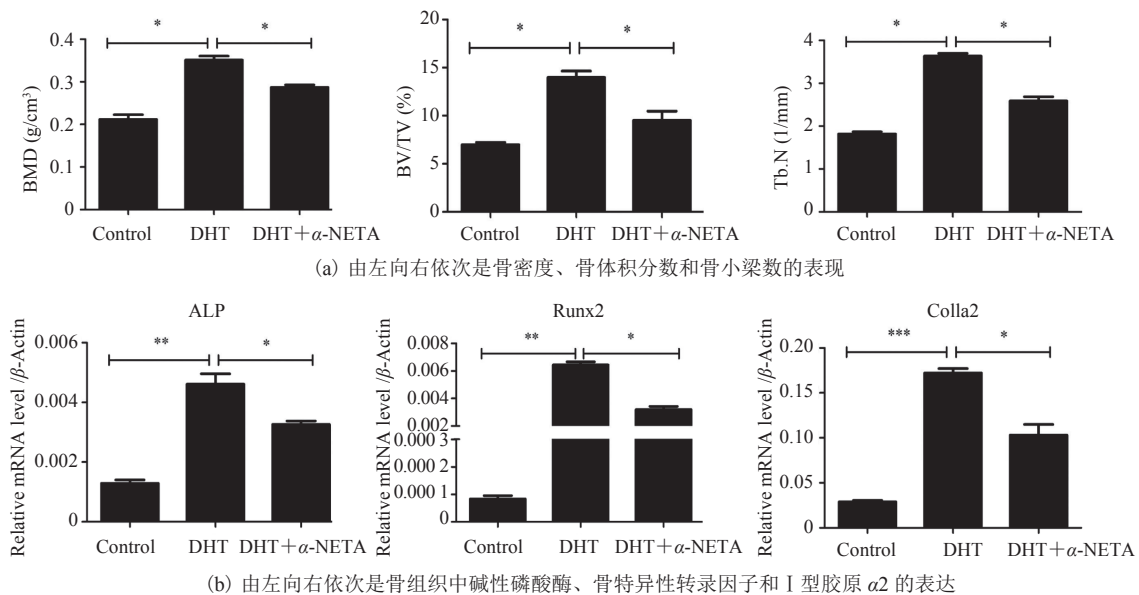 * * * * * *
BMD (g/cm³)
0.4
0.3
0.2
0.1
0
Control DHT DHT+α-NETA
BV/TV (%)
20
15
10
5
0
Control DHT DHT+α-NETA
Tb.N (1/mm)
4
3
2
1
0
Control DHT DHT+α-NETA
(a) 由左向右依次是骨密度、骨体积分数和骨小梁数的表现
ALP
** *
Relative mRNA level /β-Actin
0.006
0.004
0.002
0
Control DHT DHT+α-NETA
Runx2
** *
Relative mRNA level /β-Actin
0.008
0.006
0.004
0.002
0.000 3
0.000 2
0.000 1
0
Control DHT DHT+α-NETA
Colla2
*** *
Relative mRNA level /β-Actin
0.20
0.15
0.10
0.05
0
Control DHT DHT+α-NETA
(b) 由左向右依次是骨组织中碱性磷酸酶、骨特异性转录因子和Ⅰ型胶原 α2 的表达